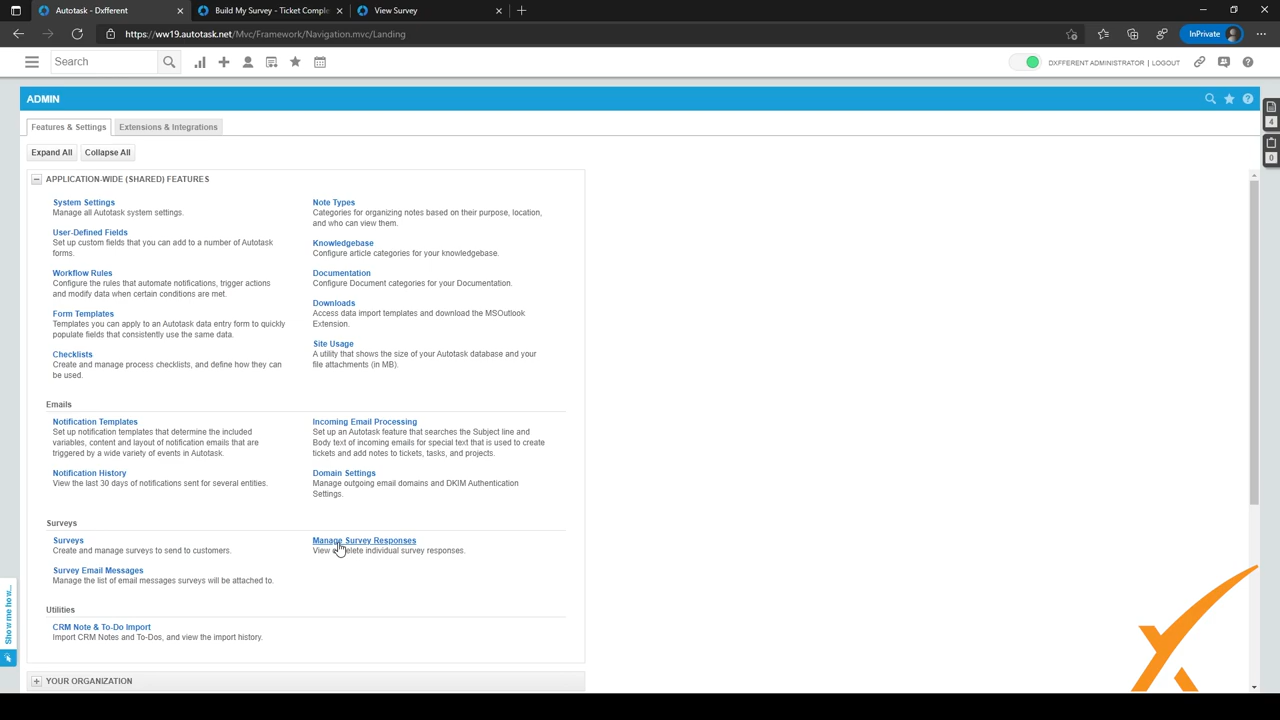 Autotask - Dxfferent
Build My Survey - Ticket Comple
View Survey
https://ww19.autotask.net/Mvc/Framework/Navigation.mvc/Landing
InPrivate
Search
DXFFERENT ADMINISTRATOR | LOGOUT
ADMIN
Features & Settings
Extensions & Integrations
4
0
Expand All
Collapse All
APPLICATION-WIDE (SHARED) FEATURES
System Settings
Manage all Autotask system settings.
User-Defined Fields
Set up custom fields that you can add to a number of Autotask
forms.
Workflow Rules
Configure the rules that automate notifications, trigger actions
and modify data when certain conditions are met.
Form Templates
Templates you can apply to an Autotask data entry form to quickly
populate fields that consistently use the same data.
Checklists
Create and manage process checklists, and define how they can
be used.
Note Types
Categories for organizing notes based on their purpose, location,
and who can view them.
Knowledgebase
Configure article categories for your knowledgebase.
Documentation
Configure Document categories for your Documentation.
Downloads
Access data import templates and download the MSOutlook
Extension.
Site Usage
A utility that shows the size of your Autotask database and your
file attachments (in MB).
Emails
Notification Templates
Set up notification templates that determine the included
variables, content and layout of notification emails that are
triggered by a wide variety of events in Autotask.
Notification History
View the last 30 days of notifications sent for several entities.
Incoming Email Processing
Set up an Autotask feature that searches the Subject line and
Body text of incoming emails for special text that is used to create
tickets and add notes to tickets, tasks, and projects.
Domain Settings
Manage outgoing email domains and DKIM Authentication
Settings.
Surveys
Surveys
Create and manage surveys to send to customers.
Survey Email Messages
Manage the list of email messages surveys will be attached to.
Manage Survey Responses
View individual survey responses.
Utilities
CRM Note & To-Do Import
Import CRM Notes and To-Dos, and view the import history.
YOUR ORGANIZATION
Show me how...